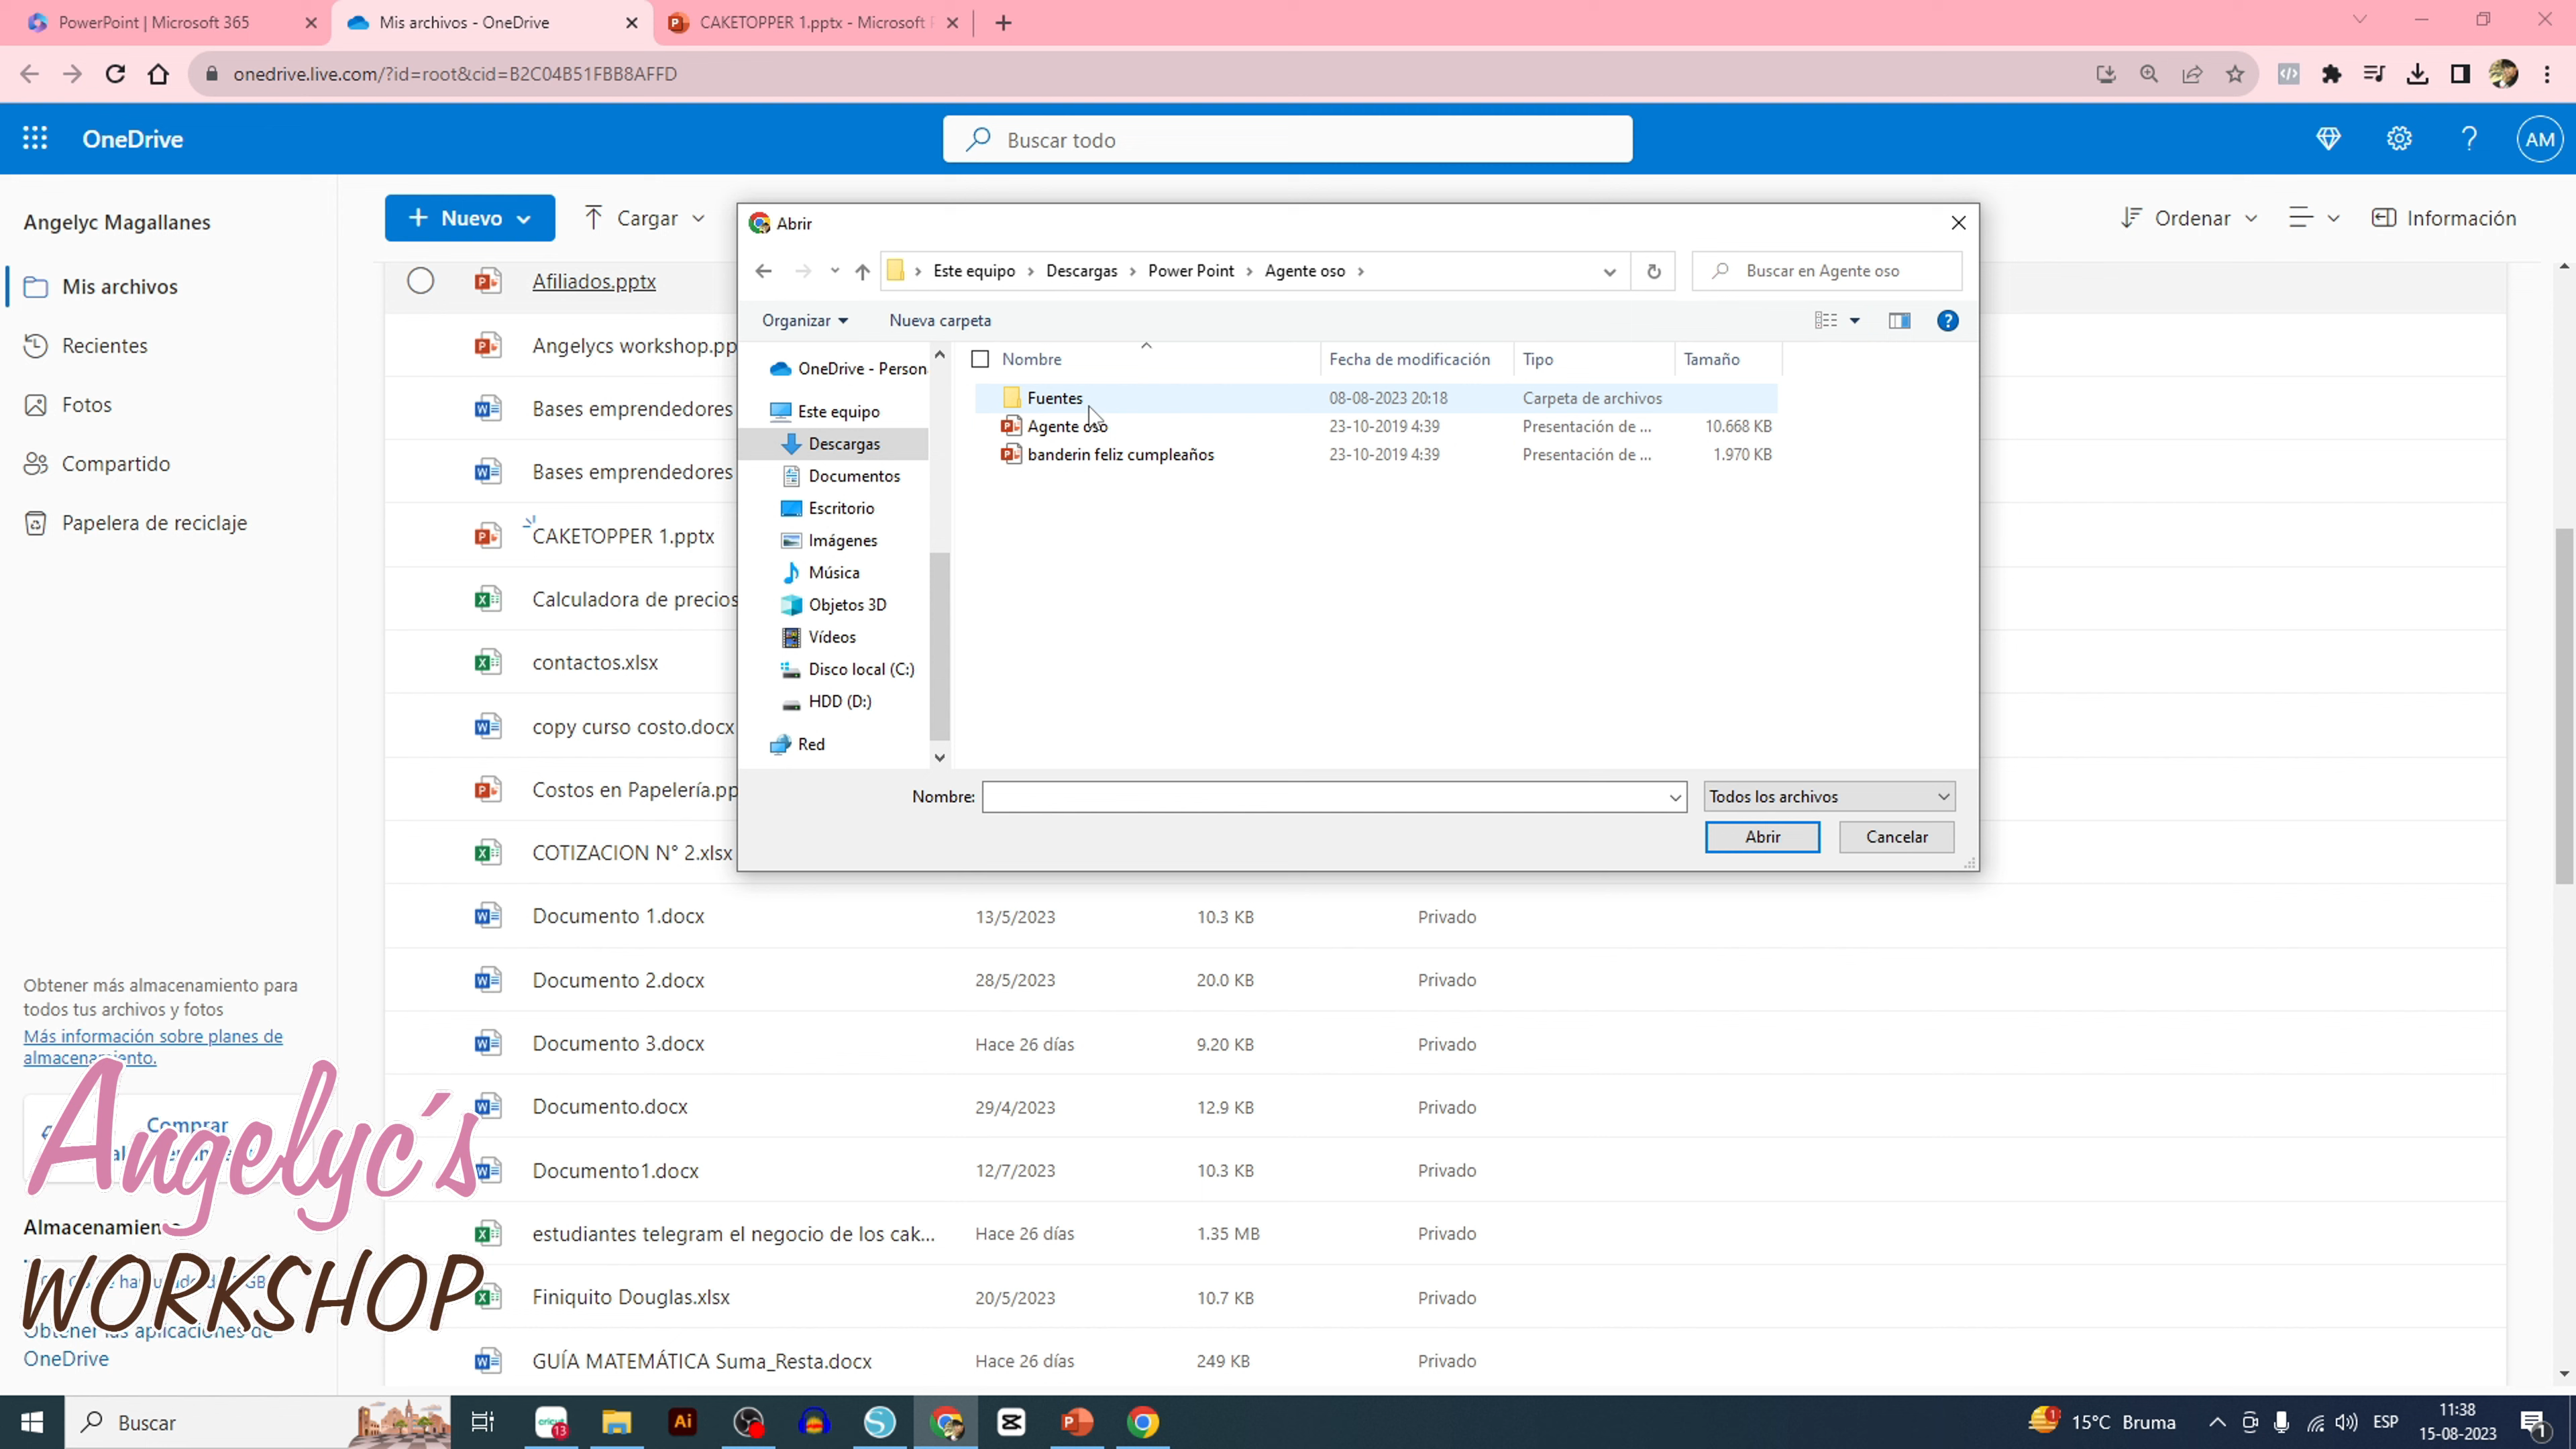 PowerPoint | Microsoft 365
Mis archivos - OneDrive
CAKETOPPER 1.pptx - Microsoft P
onedrive.live.com/?id=root&cid=B2C04B51FBB8AFFD
OneDrive
Buscar todo
AM
Angelyc Magallanes
Mis archivos
Recientes
Fotos
Compartido
Papelera de reciclaje
Nuevo
Cargar
Ordenar
Información
Afiliados.pptx
Angelycs workshop.pp
Bases emprendedores
Bases emprendedores
CAKETOPPER 1.pptx
Calculadora de precios
contactos.xlsx
copy curso costo.docx
Costos en Papelería.pp
COTIZACION N° 2.xlsx
Documento 1.docx 13/5/2023 10.3 KB Privado
Documento 2.docx 28/5/2023 20.0 KB Privado
Documento 3.docx Hace 26 días 9.20 KB Privado
Documento.docx 29/4/2023 12.9 KB Privado
Documento1.docx 12/7/2023 10.3 KB Privado
estudiantes telegram el negocio de los cak... Hace 26 días 1.35 MB Privado
Finiquito Douglas.xlsx 20/5/2023 10.7 KB Privado
GUÍA MATEMÁTICA Suma_Resta.docx Hace 26 días 249 KB Privado
Abrir
Este equipo > Descargas > Power Point > Agente oso >
Buscar en Agente oso
Organizar
Nueva carpeta
OneDrive - Person
Este equipo
Descargas
Documentos
Escritorio
Imágenes
Música
Objetos 3D
Vídeos
Disco local (C:)
HDD (D:)
Red
Nombre Fecha de modificación Tipo Tamaño
Fuentes 08-08-2023 20:18 Carpeta de archivos
Agente oso 23-10-2019 4:39 Presentación de ... 10.668 KB
banderin feliz cumpleaños 23-10-2019 4:39 Presentación de ... 1.970 KB
Nombre:
Todos los archivos
Abrir
Cancelar
Obtener más almacenamiento para
todos tus archivos y fotos
Más información sobre planes de
almacenamiento.
Comprar
Angelyc´s
Almacenamiento
WORKSHOP
Obtener las aplicaciones de
OneDrive
Buscar
cricut
13
Ai
1
15°C Bruma
ESP
11:38
15-08-2023
1